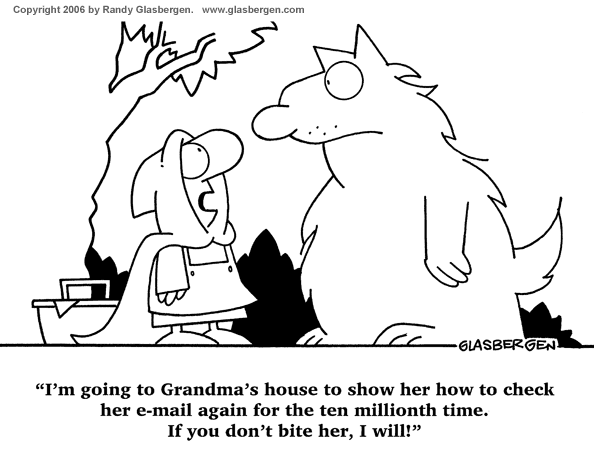 Copyright 2006 by Randy Glasbergen. www.glasbergen.com
GLASBERGEN
“I’m going to Grandma’s house to show her how to check
her e-mail again for the ten millionth time.
If you don’t bite her, I will!”